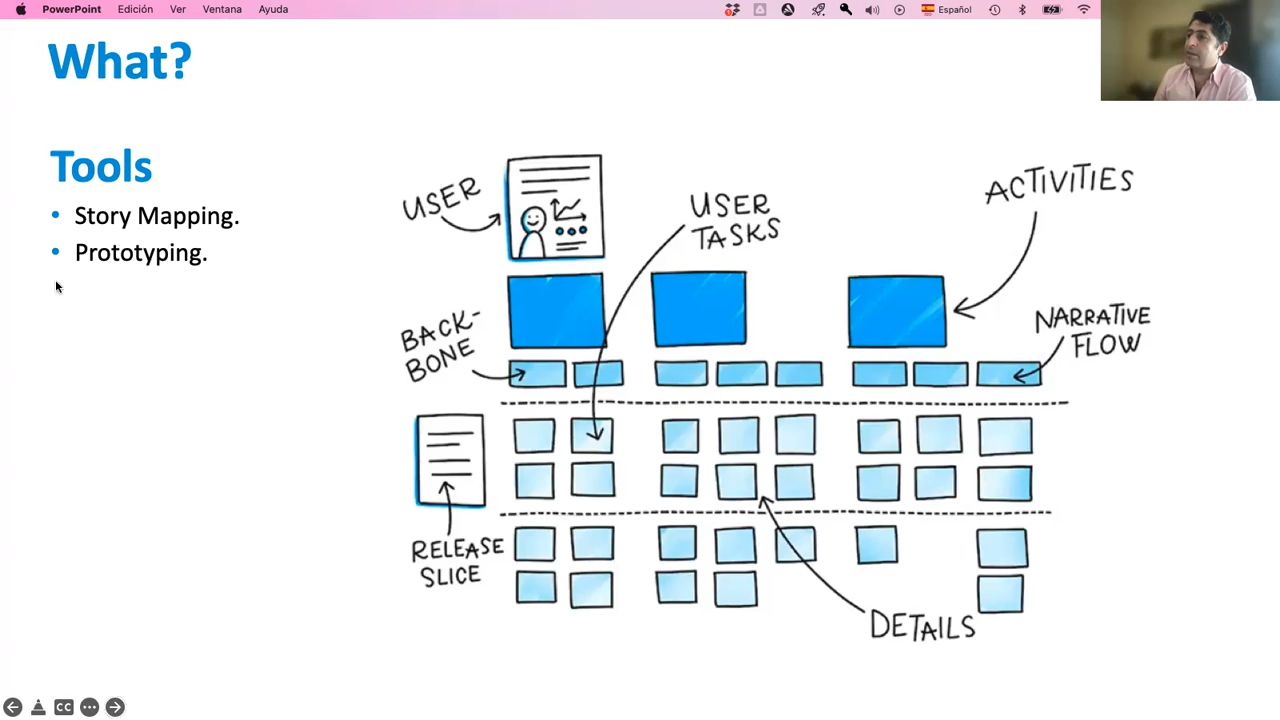 PowerPoint Edición Ver Ventana Ayuda Español
What?
Tools
• Story Mapping.
• Prototyping.
USER
USER
TASKS
ACTIVITIES
BACK-
BONE
NARRATIVE
FLOW
RELEASE
SLICE
DETAILS
CC